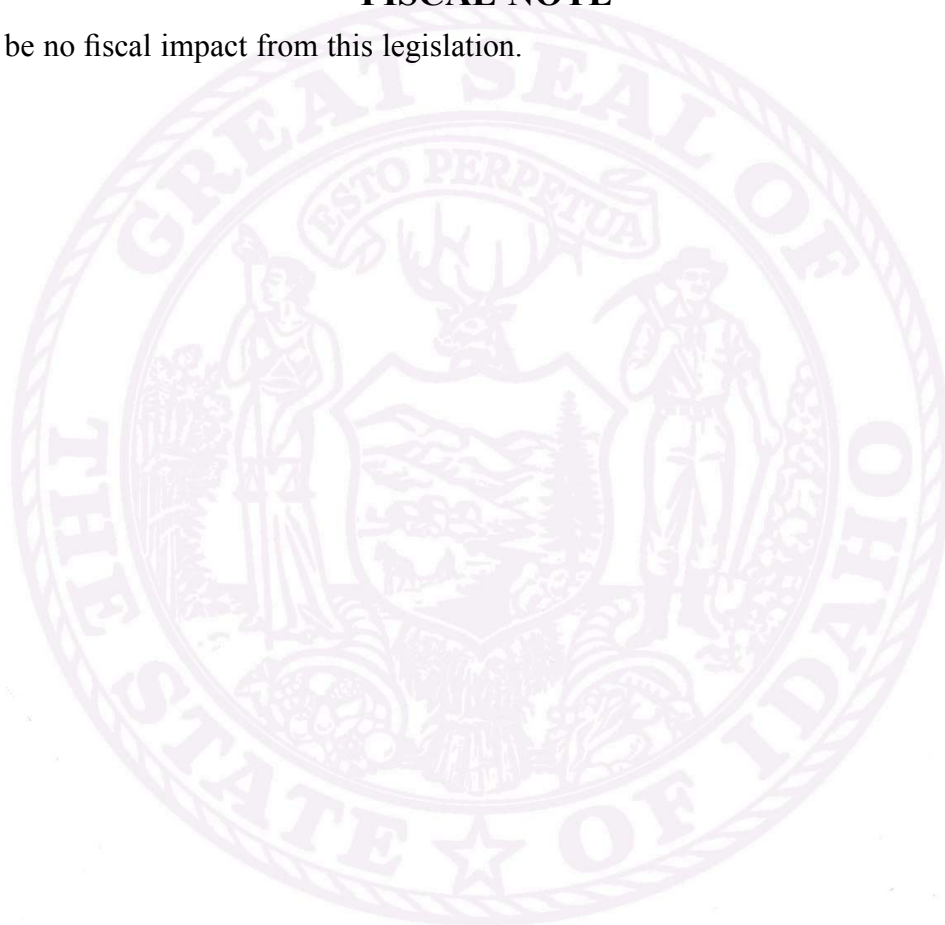 FISCAL NOTE
be no fiscal impact from this legislation.
GREAT SEAL OF
THE STATE OF IDAHO
ESTO PERPETUA